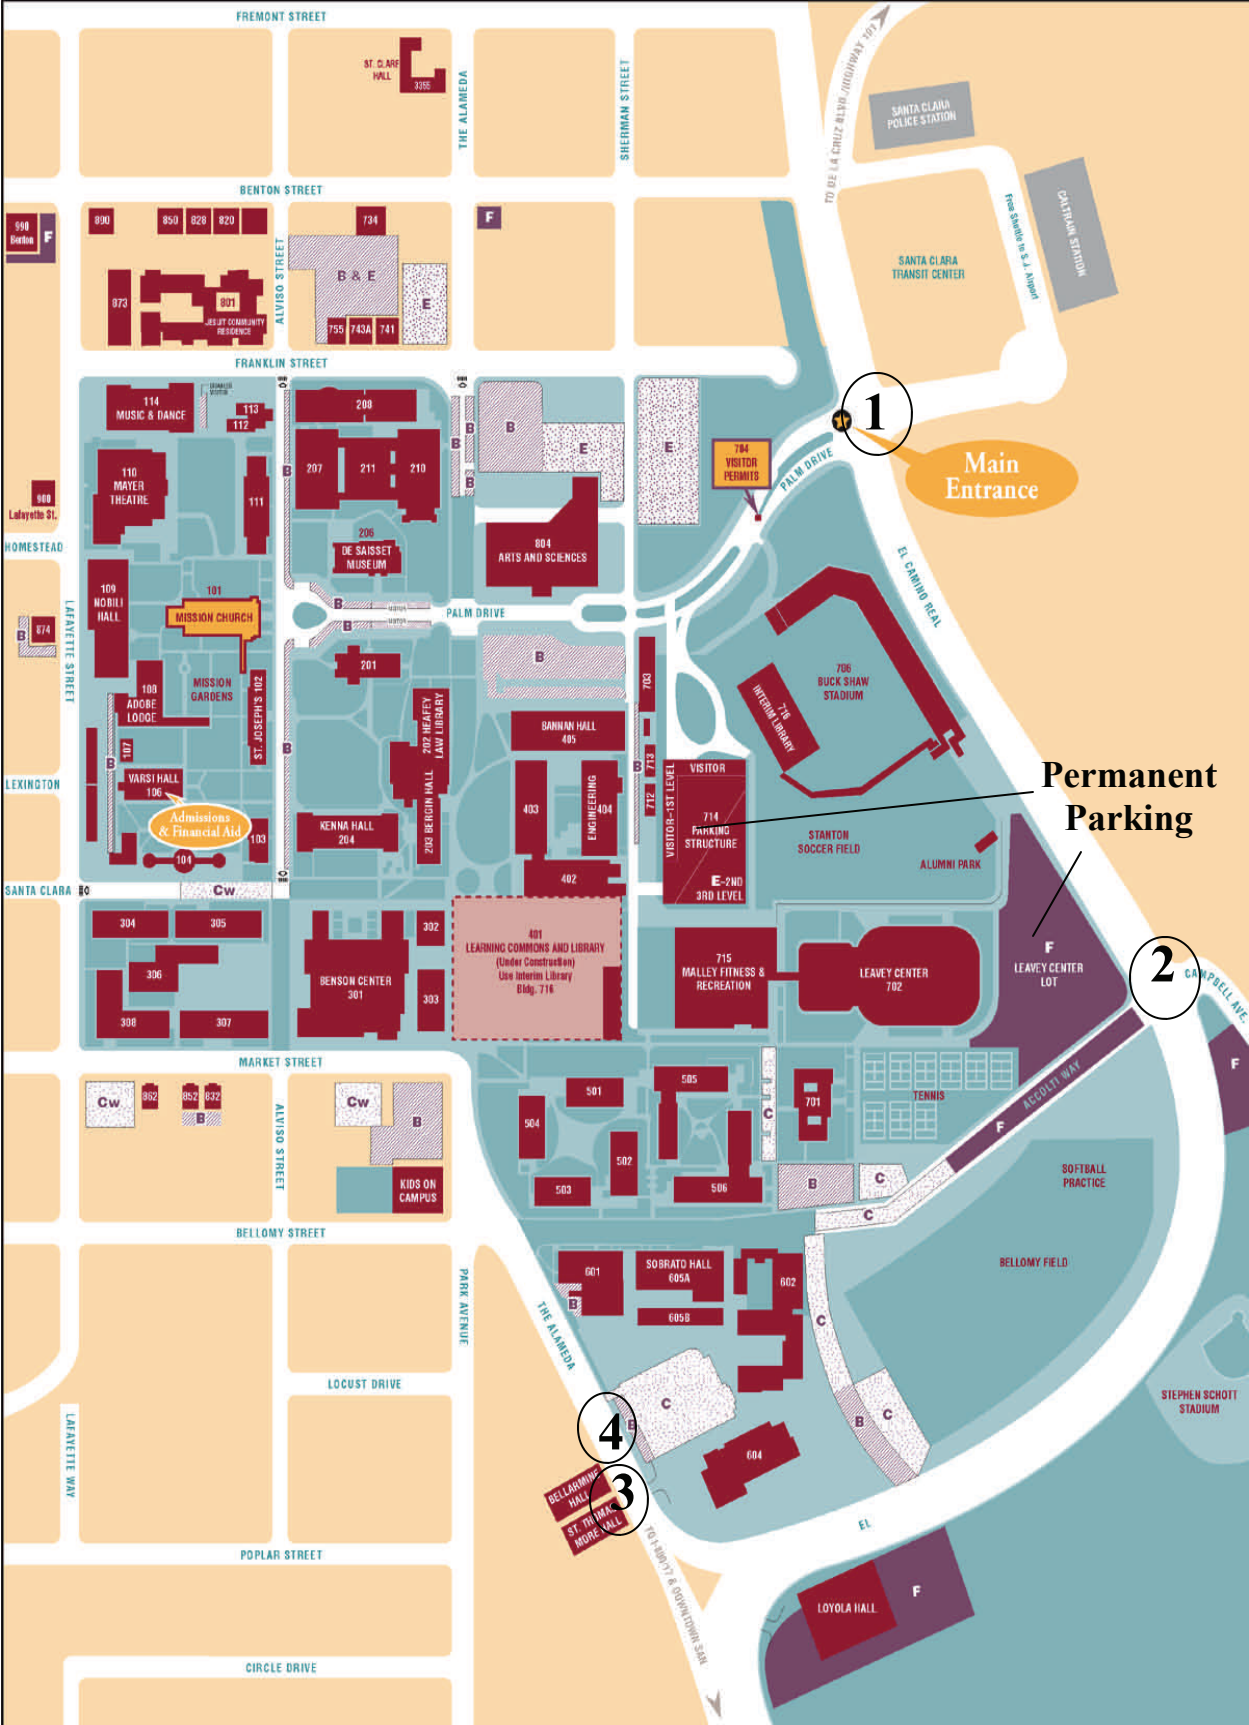 FREMONT STREET
ST. CLARE
HALL
3355
THE ALAMEDA
SHERMAN STREET
TO DE LA CRUZ BLVD./HIGHWAY 101
SANTA CLARA
POLICE STATION
CALTRAIN STATION
Free Shuttle to S.J. Airport
SANTA CLARA
TRANSIT CENTER
BENTON STREET
990
Benton
F
890
850
828
820
734
F
ALVISO STREET
B & E
E
873
801
JESUIT COMMUNITY
RESIDENCE
755
743A
741
FRANKLIN STREET
114
MUSIC & DANCE
113
112
208
B
B
B
B
B
E
E
1
Main
Entrance
704
VISITOR
PERMITS
PALM DRIVE
110
MAYER
THEATRE
111
207
211
210
900
Lafayette St.
HOMESTEAD
206
DE SAISSET
MUSEUM
804
ARTS AND SCIENCES
EL CAMINO REAL
109
NOBILI
HALL
101
MISSION CHURCH
B
B
PALM DRIVE
LAFAYETTE STREET
B
874
201
B
703
706
BUCK SHAW
STADIUM
716
INTERIM LIBRARY
108
ADOBE
LODGE
MISSION
GARDENS
ST. JOSEPH'S 102
202 HEAFEY
LAW LIBRARY
BANNAN HALL
405
107
B
B
B
713
712
VISITOR
VISITOR-1ST LEVEL
714
PARKING
STRUCTURE
E-2ND
3RD LEVEL
Permanent
Parking
LEXINGTON
VARSI HALL
106
Admissions
& Financial Aid
103
104
KENNA HALL
204
203 BERGIN HALL
403
ENGINEERING
404
402
STANTON
SOCCER FIELD
ALUMNI PARK
SANTA CLARA
Cw
304
305
306
308
307
BENSON CENTER
301
302
303
401
LEARNING COMMONS AND LIBRARY
(Under Construction)
Use Interim Library
Bldg. 716
715
MALLEY FITNESS &
RECREATION
LEAVEY CENTER
702
F
LEAVEY CENTER
LOT
2
CAMPBELL AVE.
F
MARKET STREET
Cw
862
852
832
B
ALVISO STREET
Cw
B
KIDS ON
CAMPUS
501
505
504
502
503
506
C
701
TENNIS
ACCOLTI WAY
F
B
C
C
SOFTBALL
PRACTICE
BELLOMY STREET
601
B
SOBRATO HALL
605A
605B
602
C
BELLOMY FIELD
PARK AVENUE
THE ALAMEDA
LOCUST DRIVE
LAFAYETTE WAY
C
B
4
B
C
STEPHEN SCHOTT
STADIUM
604
BELLARMINE
HALL
3
ST. THOMAS
MORE HALL
EL
POPLAR STREET
TO I-880/17 & DOWNTOWN SAN
LOYOLA HALL
F
CIRCLE DRIVE